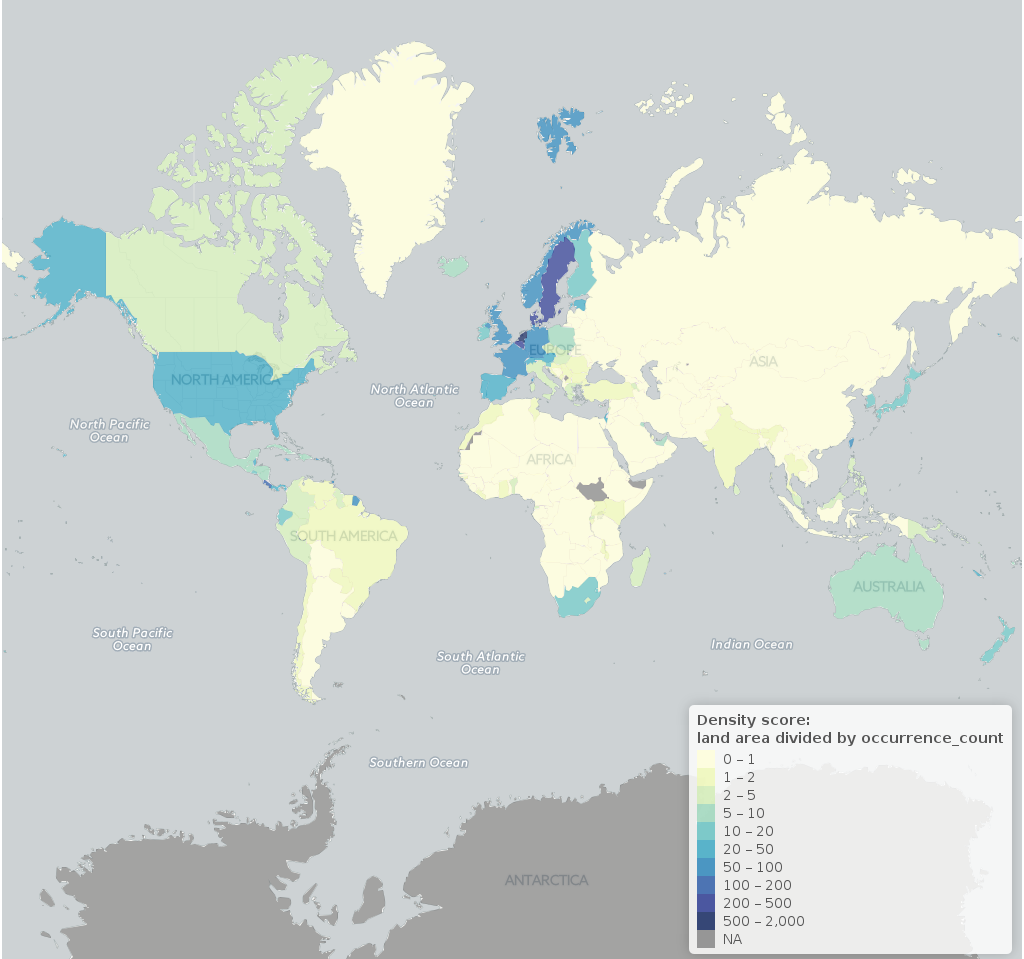 EUROPE
ASIA
NORTH AMERICA
North Atlantic
Ocean
North Pacific
Ocean
AFRICA
SOUTH AMERICA
AUSTRALIA
South Pacific
Ocean
South Atlantic
Ocean
Indian Ocean
Southern Ocean
ANTARCTICA
Density score:
land area divided by occurrence_count
0 – 1
1 – 2
2 – 5
5 – 10
10 – 20
20 – 50
50 – 100
100 – 200
200 – 500
500 – 2,000
NA